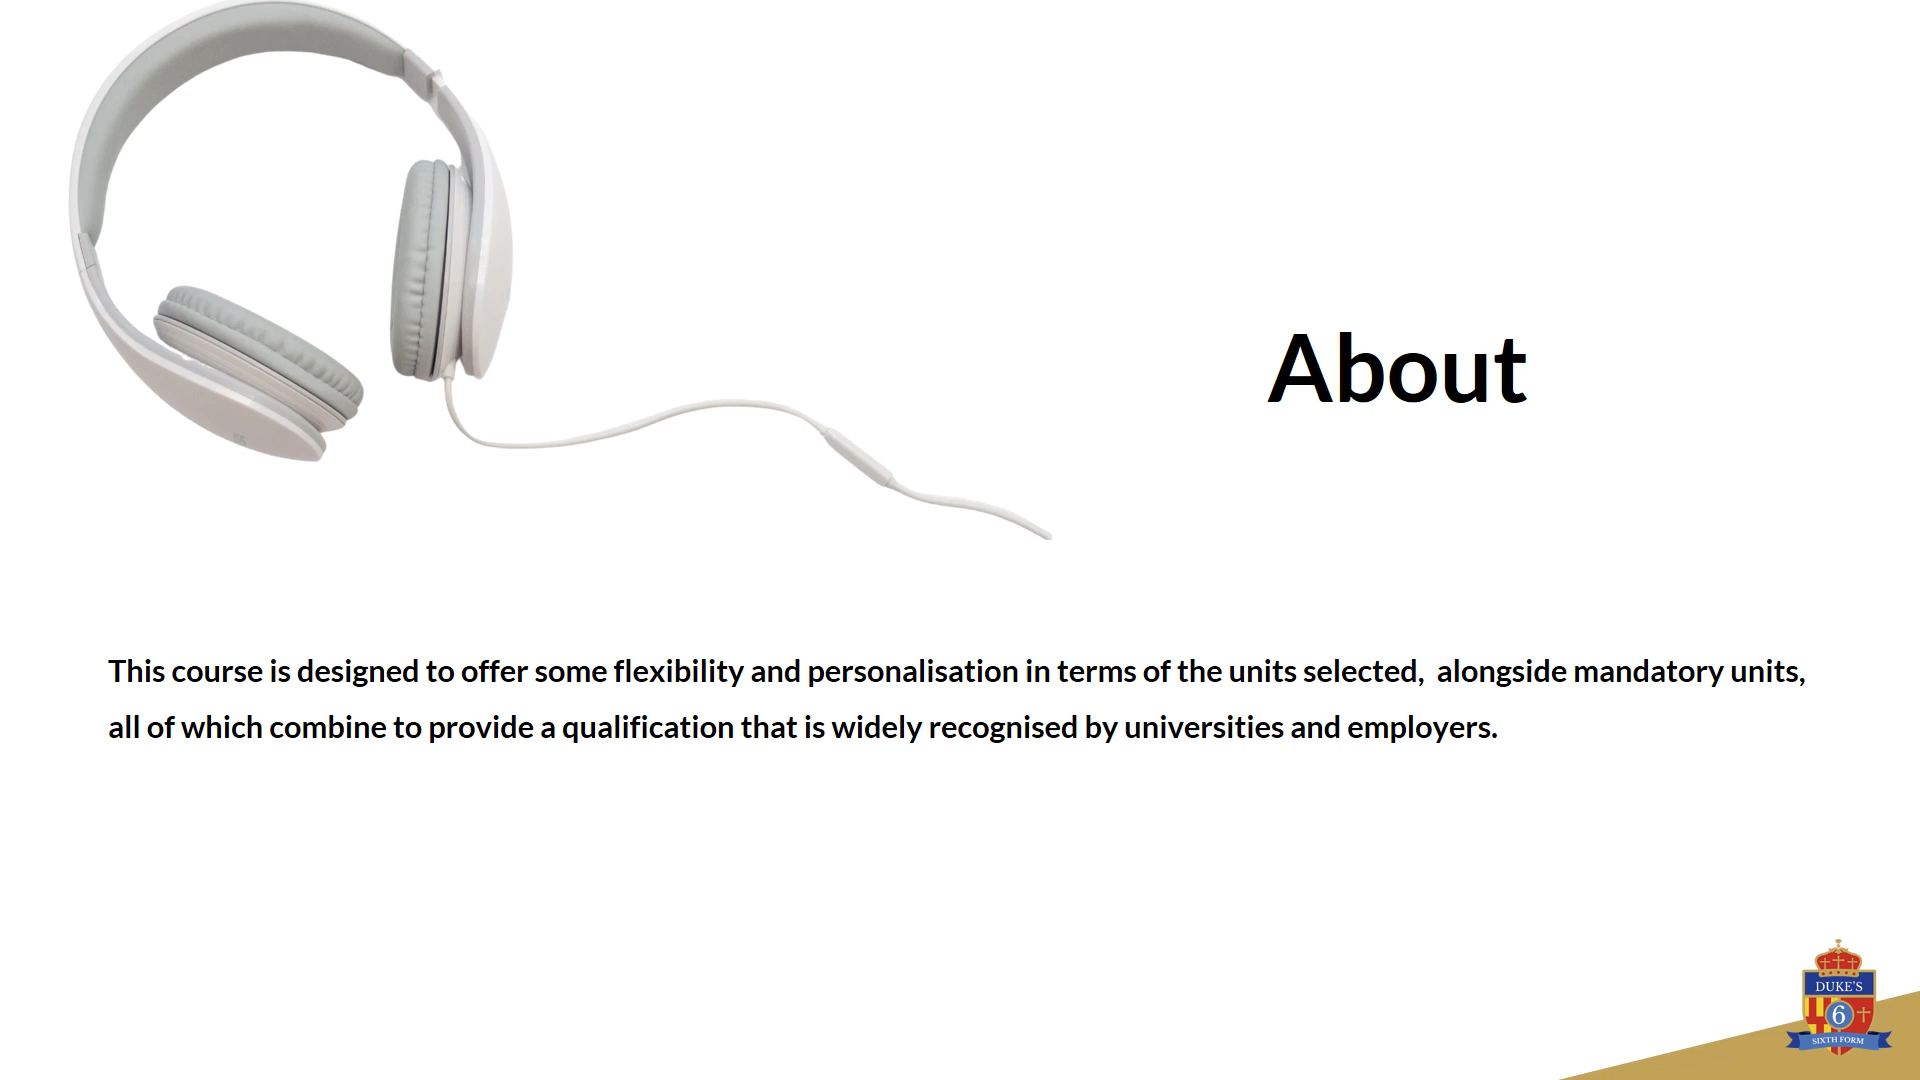 About
This course is designed to offer some flexibility and personalisation in terms of the units selected,  alongside mandatory units,
all of which combine to provide a qualification that is widely recognised by universities and employers.
DUKE'S
6
SIXTH FORM